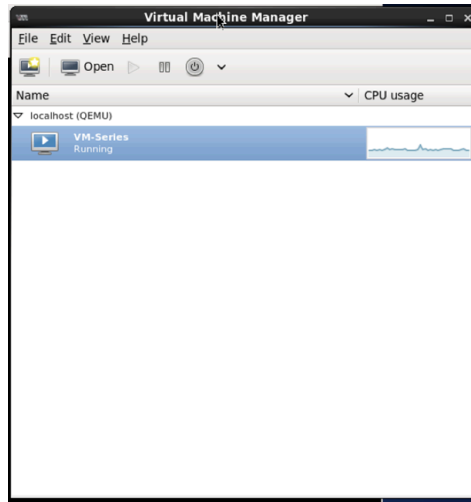 Virtual Machine Manager
File Edit View Help
Open
Name CPU usage
localhost (QEMU)
VM-Series
Running